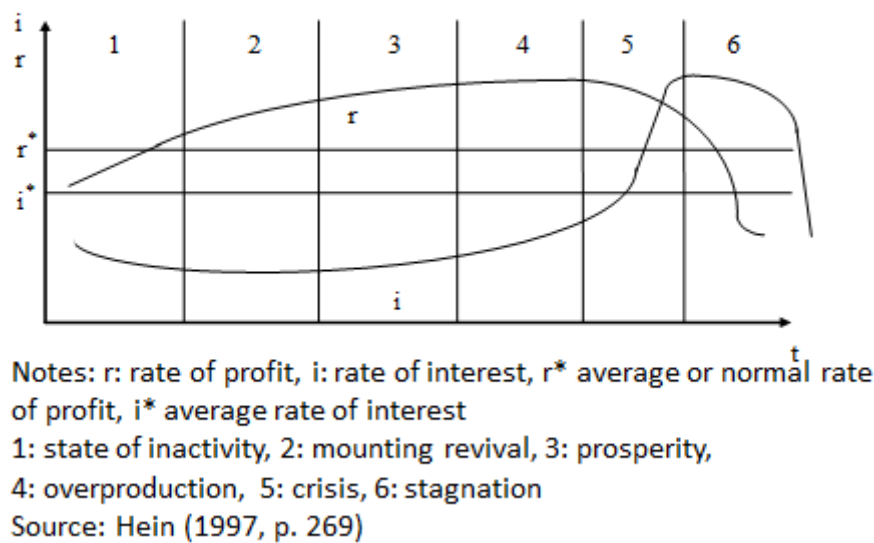 i
r
1 2 3 4 5 6
r
r*
i*
i
t
Notes: r: rate of profit, i: rate of interest, r* average or normal rate
of profit, i* average rate of interest
1: state of inactivity, 2: mounting revival, 3: prosperity,
4: overproduction, 5: crisis, 6: stagnation
Source: Hein (1997, p. 269)